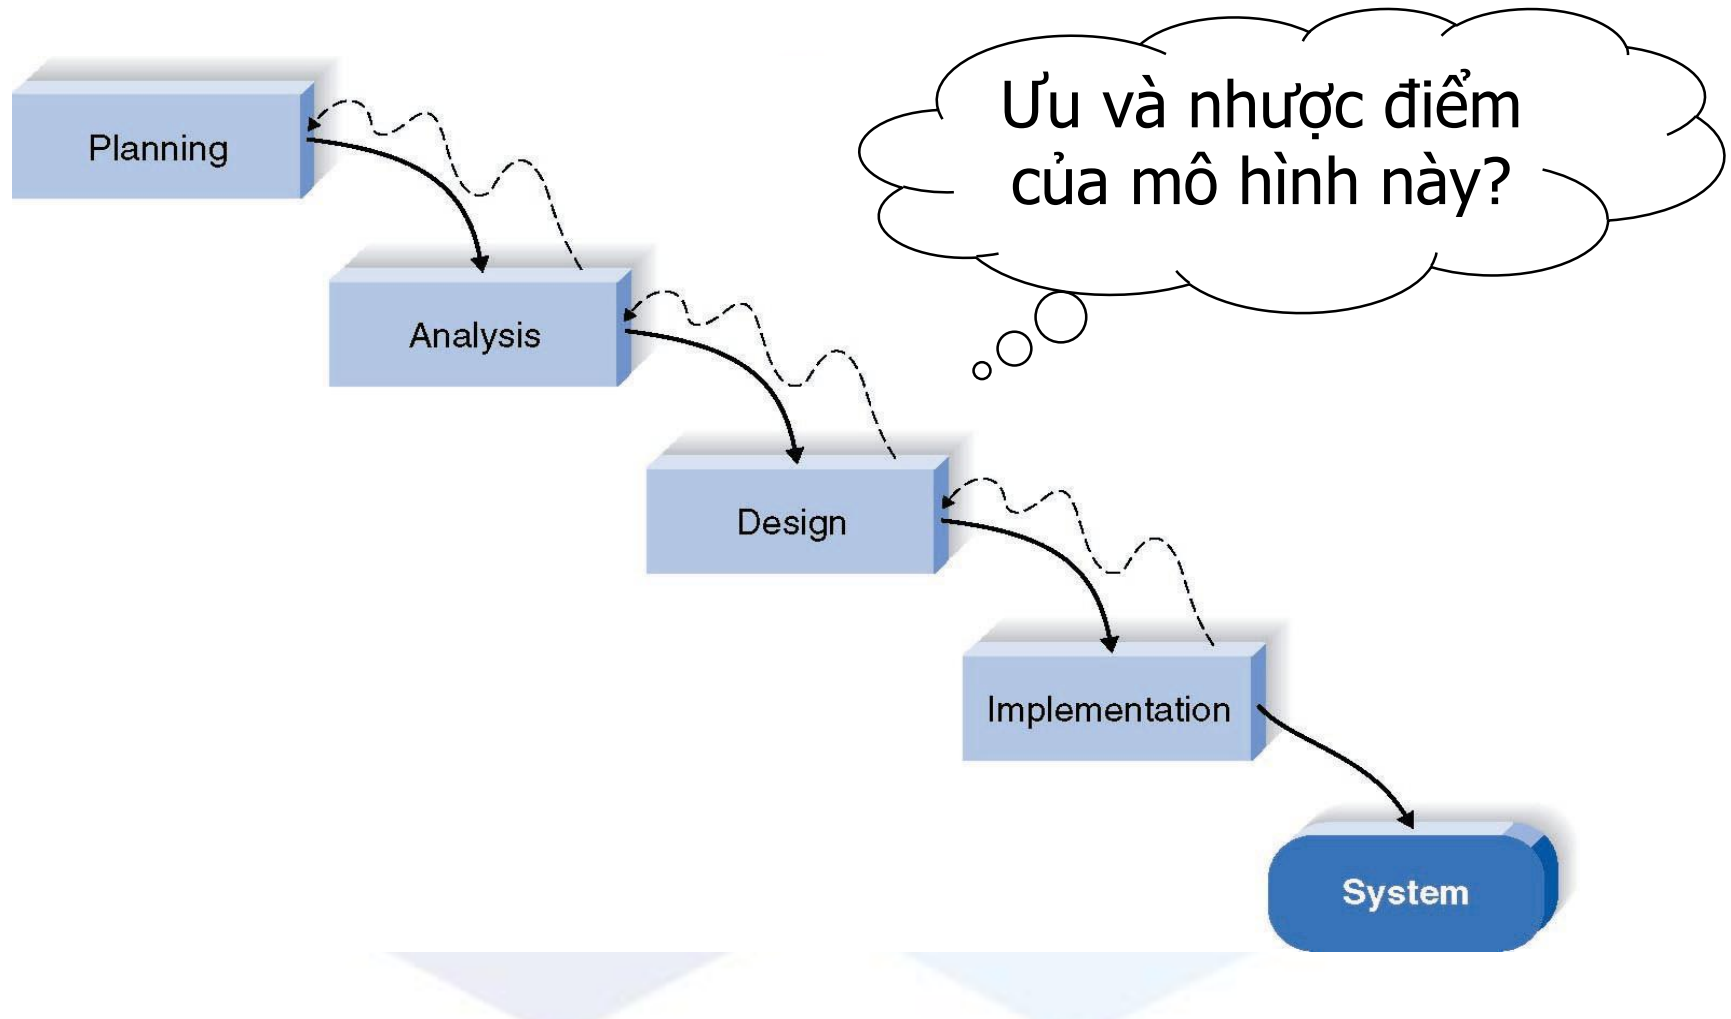 Ưu và nhược điểm
của mô hình này?
Planning
Analysis
Design
Implementation
System